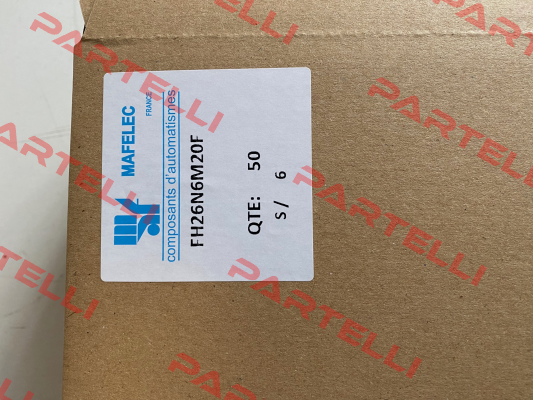 MAFELEC
FRANCE
composants d'automatismes
FH26N6M20F
QTE: 50
S/ 6
PARTELLI
PARTELLI
PARTELLI
PARTELLI
PARTELLI
PARTELLI